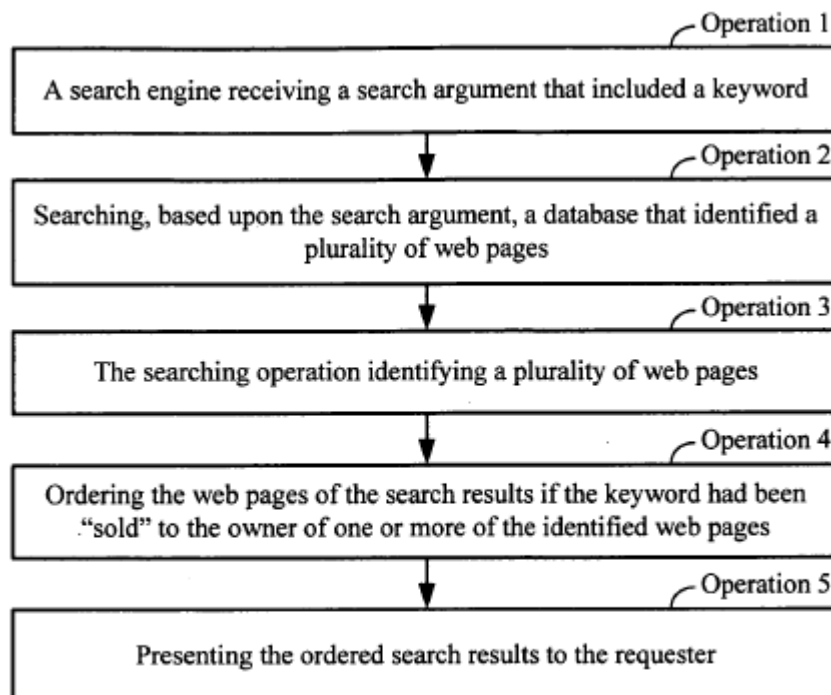 Operation 1
A search engine receiving a search argument that included a keyword
Operation 2
Searching, based upon the search argument, a database that identified a
plurality of web pages
Operation 3
The searching operation identifying a plurality of web pages
Operation 4
Ordering the web pages of the search results if the keyword had been
“sold” to the owner of one or more of the identified web pages
Operation 5
Presenting the ordered search results to the requester